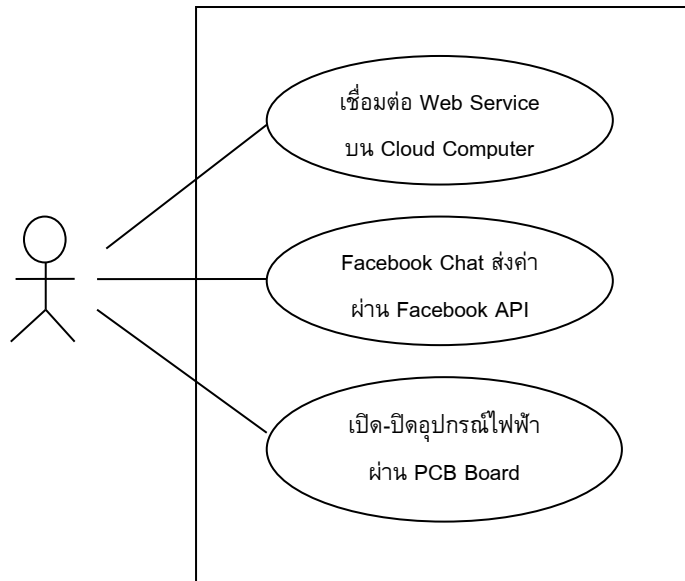 เชื่อมต่อ Web Service
บน Cloud Computer
Facebook Chat ส่งค่า
ผ่าน Facebook API
เปิด-ปิดอุปกรณ์ไฟฟ้า
ผ่าน PCB Board